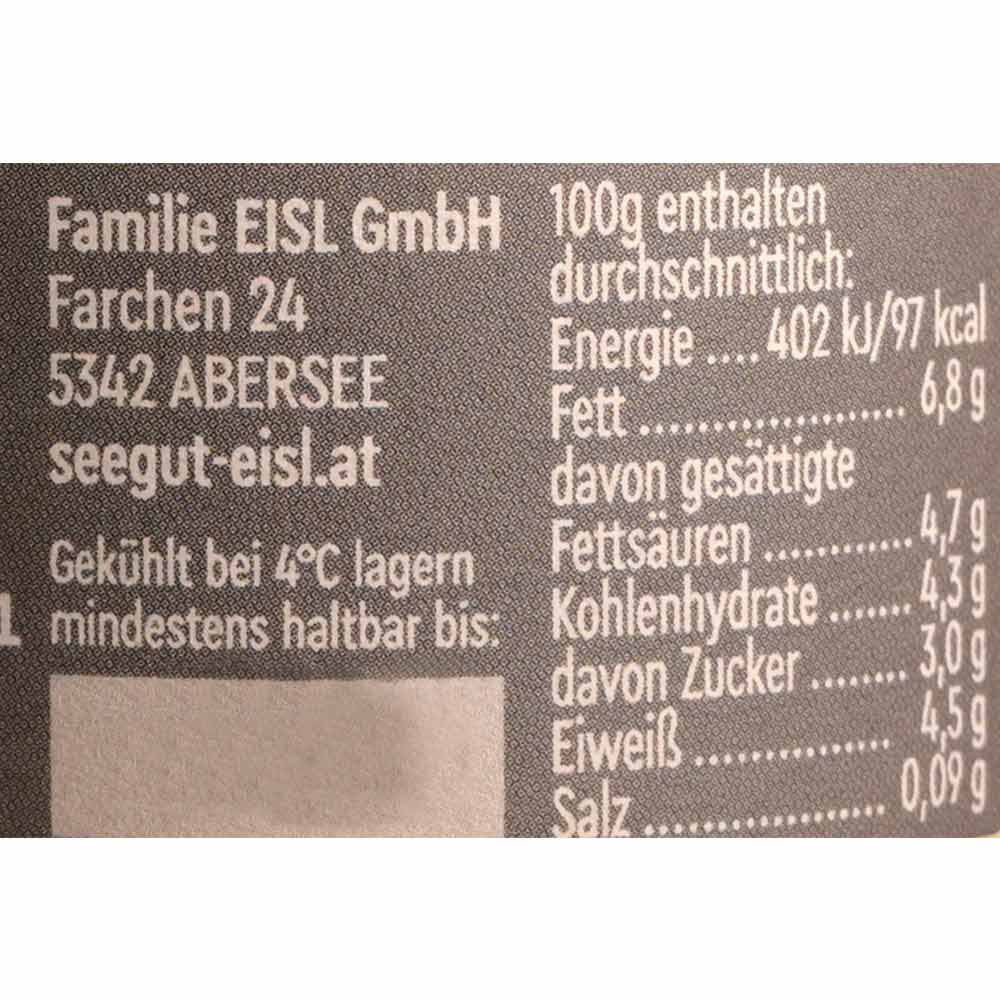 Familie EISL GmbH
Farchen 24
5342 ABERSEE
seegut-eisl.at
Gekühlt bei 4°C lagern
1 mindestens haltbar bis:
100g enthalten
durchschnittlich:
Energie .... 402 kJ/97 kcal
Fett .................... 6,8 g
davon gesättigte
Fettsäuren ............. 4,7 g
Kohlenhydrate ....... 4,3 g
davon Zucker ........ 3,0 g
Eiweiß ................. 4,5 g
Salz .................... 0,09 g